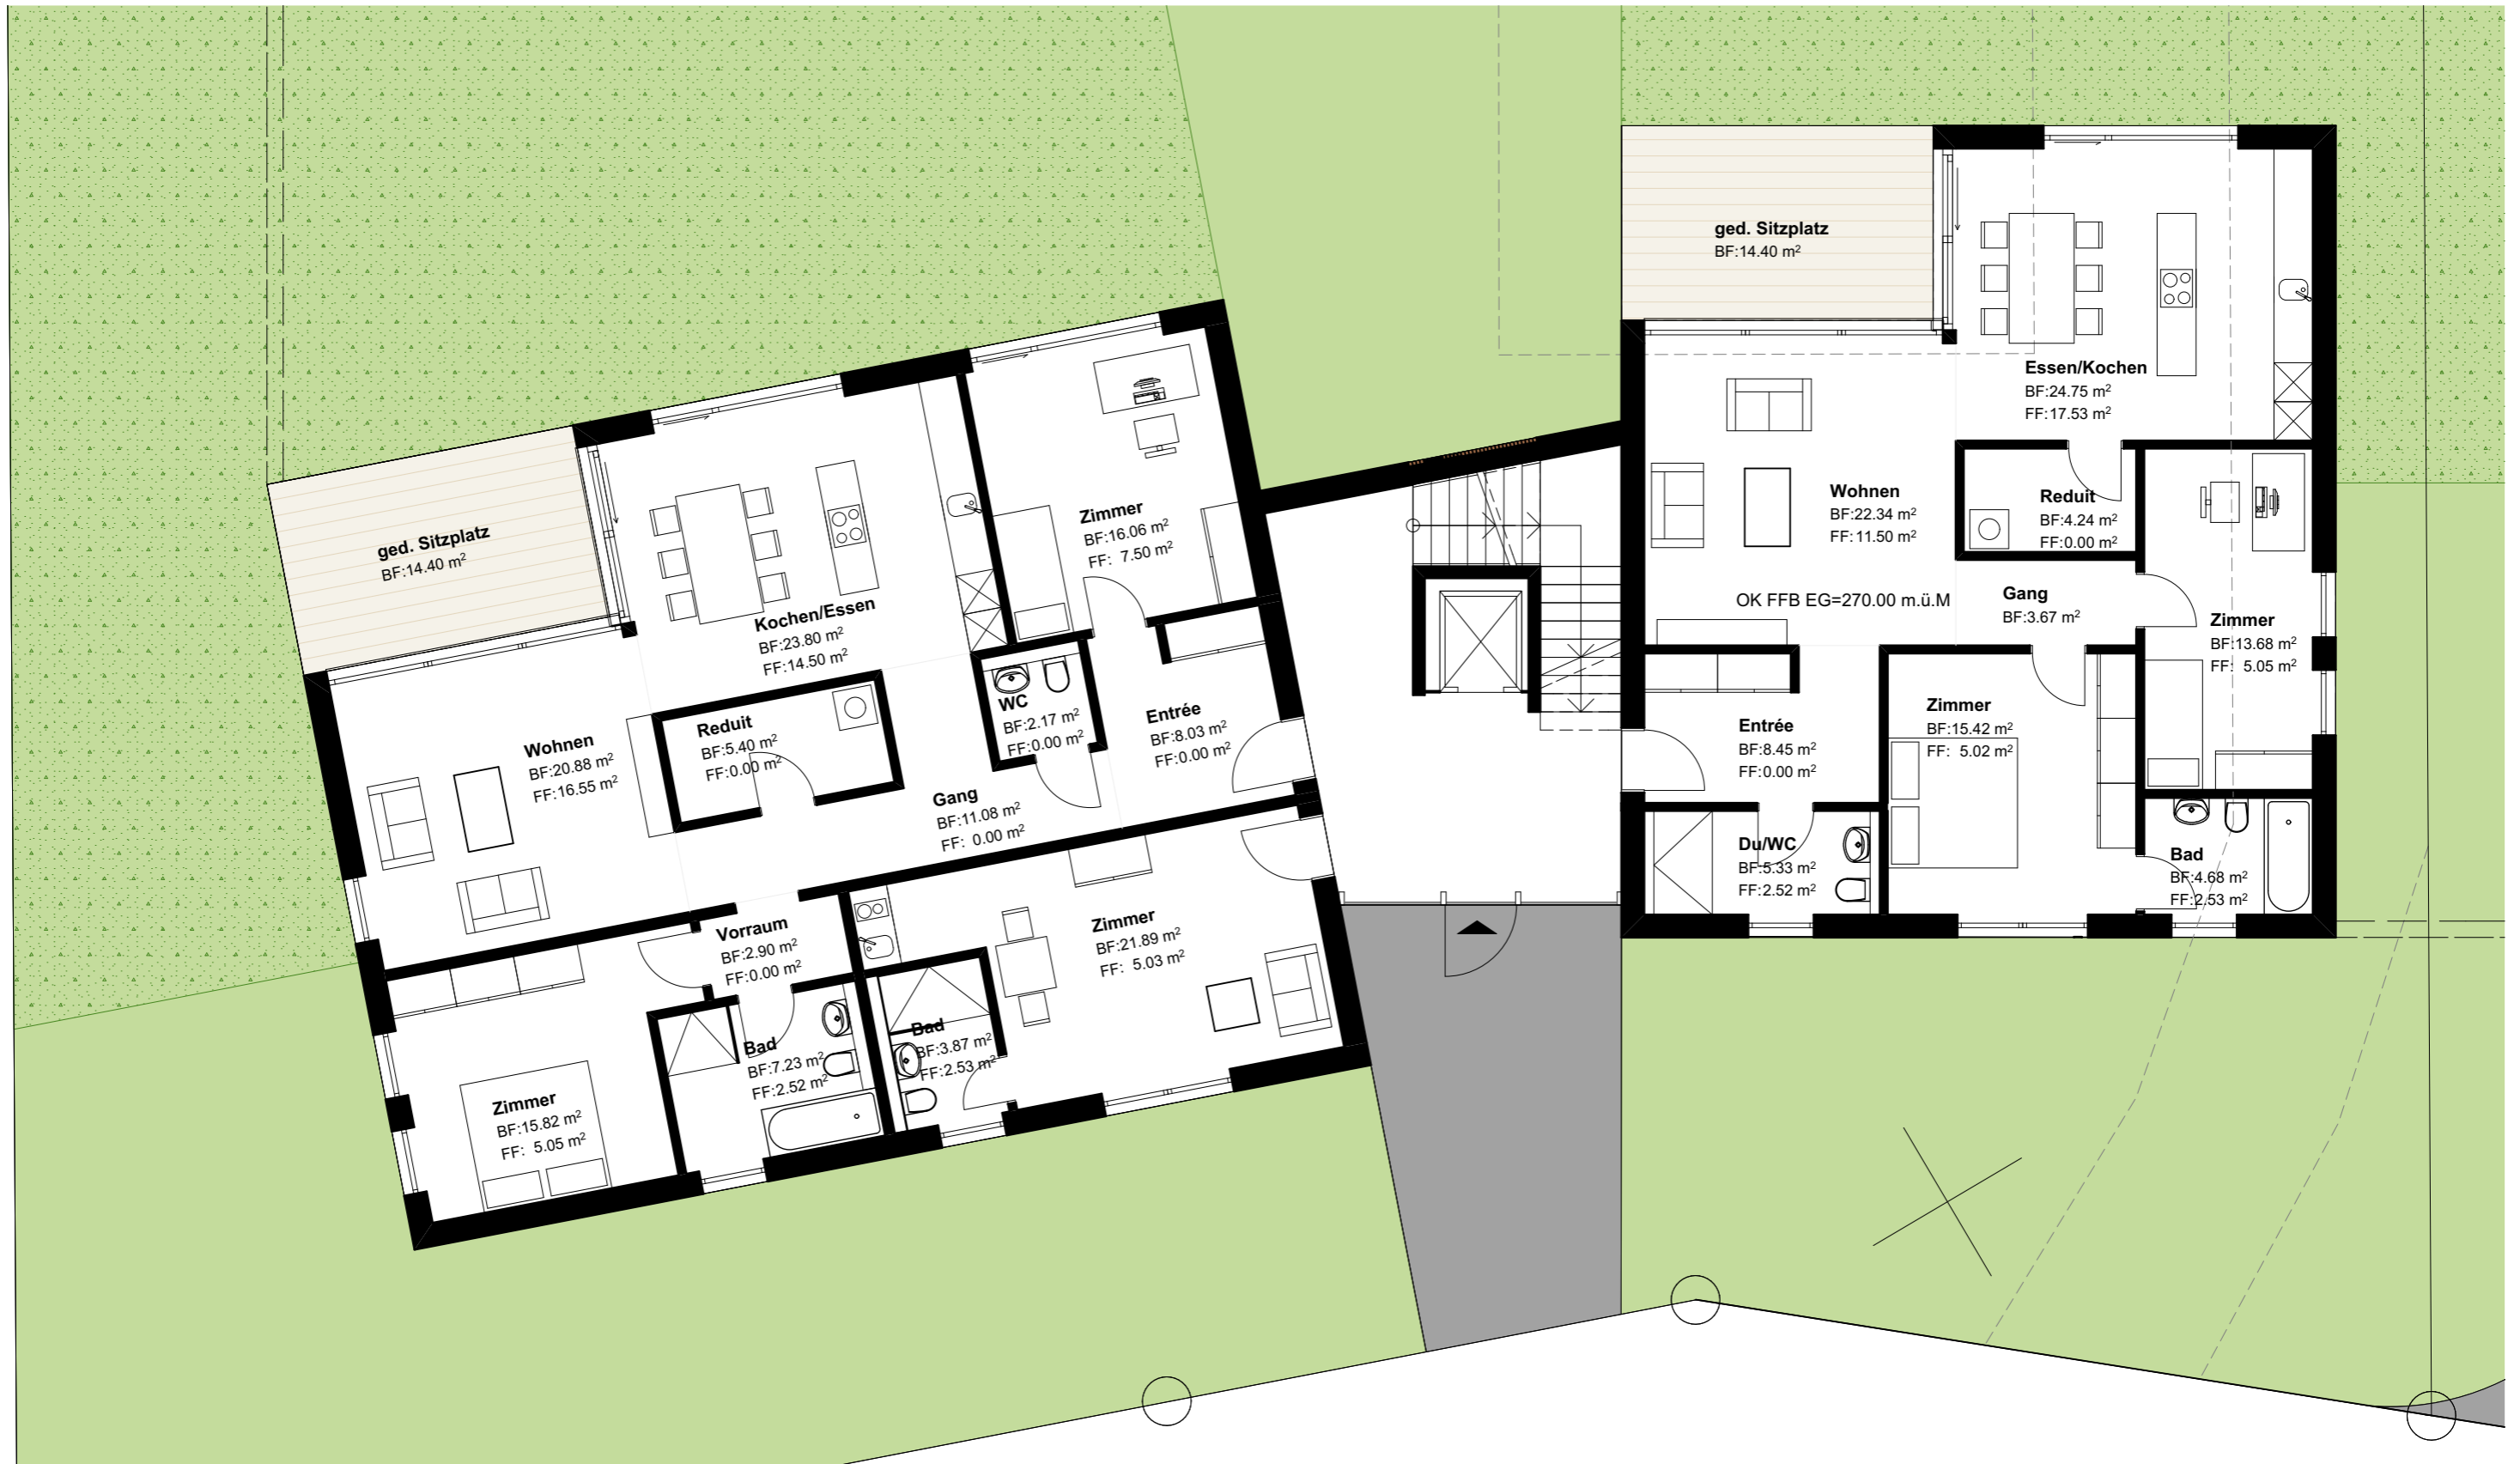 ged. Sitzplatz
BF:14.40 m²
Kochen/Essen
BF:23.80 m²
FF:14.50 m²
Zimmer
BF:16.06 m²
FF: 7.50 m²
Wohnen
BF:20.88 m²
FF:16.55 m²
Reduit
BF:5.40 m²
FF:0.00 m²
WC
BF:2.17 m²
FF:0.00 m²
Entrée
BF:8.03 m²
FF:0.00 m²
Gang
BF:11.08 m²
FF: 0.00 m²
Vorraum
BF:2.90 m²
FF:0.00 m²
Zimmer
BF:21.89 m²
FF: 5.03 m²
Bad
BF:7.23 m²
FF:2.52 m²
Bad
BF:3.87 m²
FF:2.53 m²
Zimmer
BF:15.82 m²
FF: 5.05 m²
ged. Sitzplatz
BF:14.40 m²
Essen/Kochen
BF:24.75 m²
FF:17.53 m²
Wohnen
BF:22.34 m²
FF:11.50 m²
Reduit
BF:4.24 m²
FF:0.00 m²
OK FFB EG=270.00 m.ü.M
Gang
BF:3.67 m²
Zimmer
BF:13.68 m²
FF: 5.05 m²
Entrée
BF:8.45 m²
FF:0.00 m²
Zimmer
BF:15.42 m²
FF: 5.02 m²
Du/WC
BF:5.33 m²
FF:2.52 m²
Bad
BF:4.68 m²
FF:2.53 m²